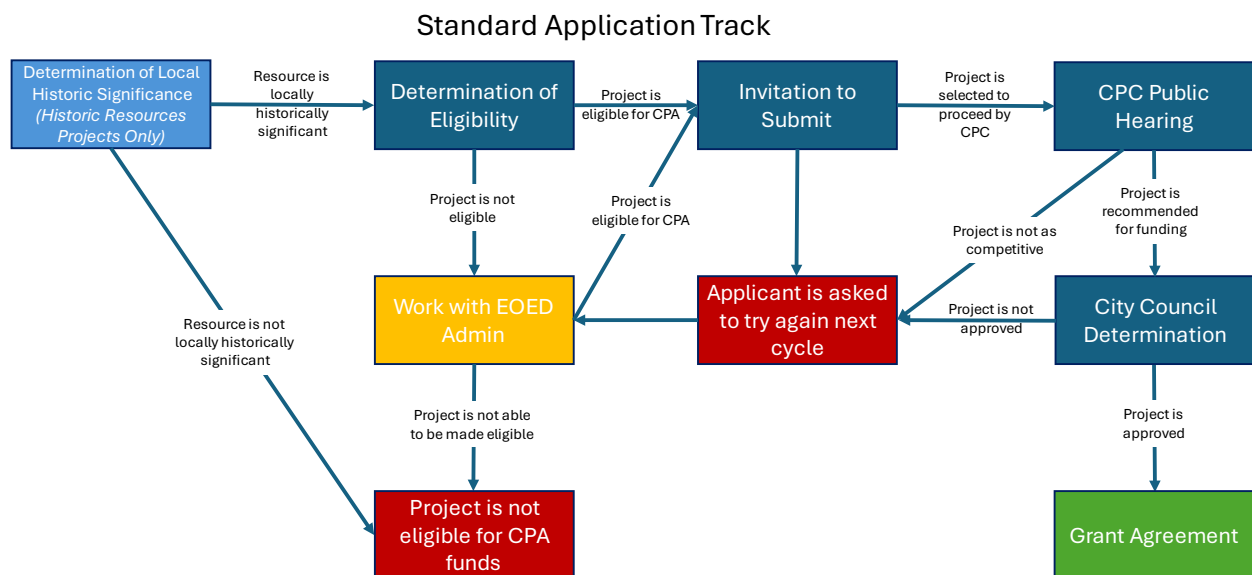 Standard Application Track
Determination of Local
Historic Significance
(Historic Resources
Projects Only)
Resource is
locally
historically
significant
Determination of
Eligibility
Project is
eligible for CPA
Invitation to
Submit
Project is
selected to
proceed by
CPC
CPC Public
Hearing
Project is not
eligible
Project is
eligible for CPA
Project is not as
competitive
Project is
recommended
for funding
Resource is not
locally historically
significant
Work with EOED
Admin
Applicant is asked
to try again next
cycle
Project is not
approved
City Council
Determination
Project is not able
to be made eligible
Project is
approved
Project is not
eligible for CPA
funds
Grant Agreement